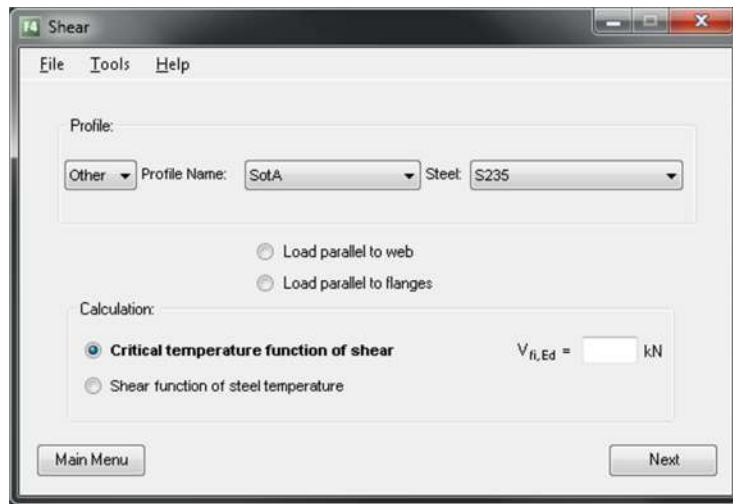 F4 Shear
File Tools Help
Profile:
Other Profile Name: SotA Steel: S235
Load parallel to web
Load parallel to flanges
Calculation:
Critical temperature function of shear V fi,Ed = kN
Shear function of steel temperature
Main Menu Next